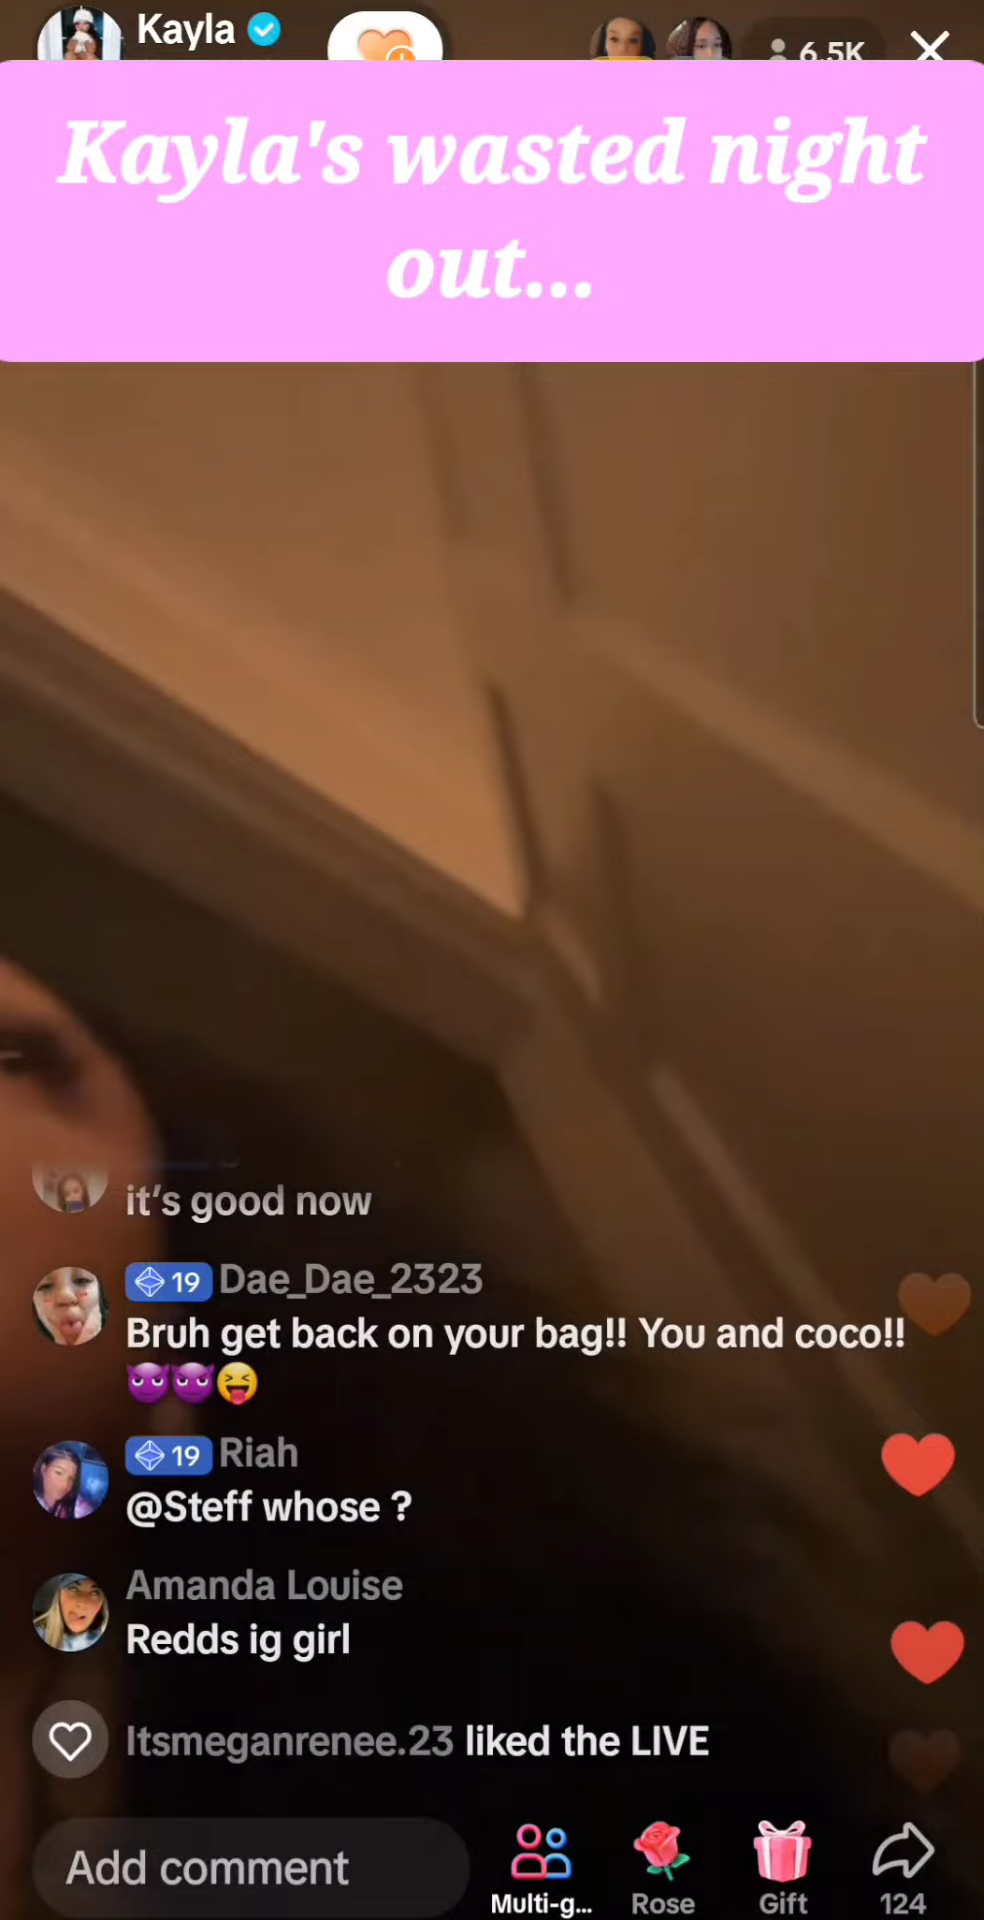 Kayla
6.5K
Kayla's wasted night
out...
it's good now
19 Dae_Dae_2323
Bruh get back on your bag!! You and coco!!
😈😈😝
19 Riah
@Steff whose ?
Amanda Louise
Redds ig girl
Itsmeganrenee.23 liked the LIVE
Add comment
Multi-g... Rose Gift 124